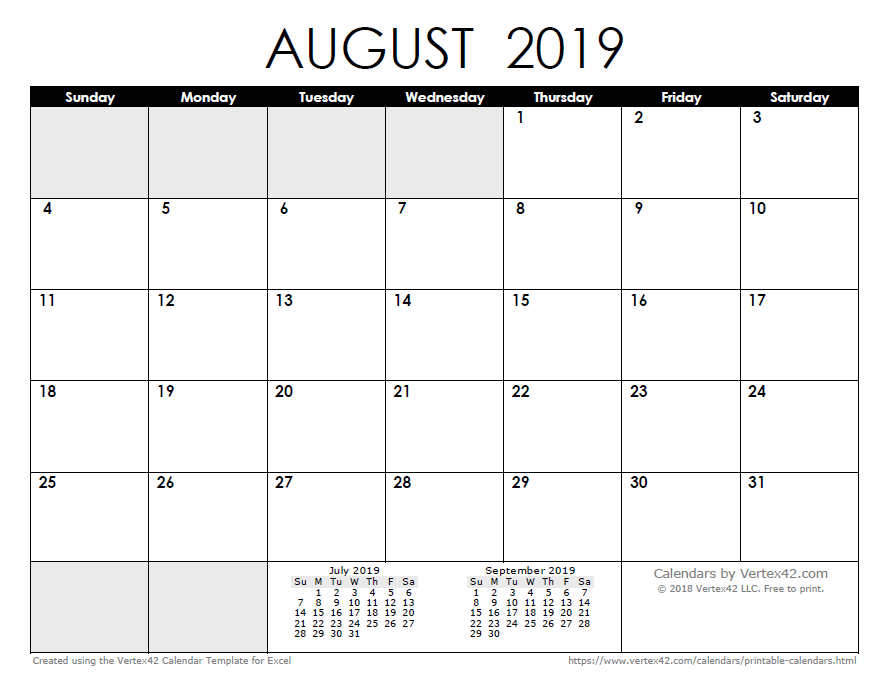 AUGUST 2019
Sunday Monday Tuesday Wednesday Thursday Friday Saturday
1 2 3
4 5 6 7 8 9 10
11 12 13 14 15 16 17
18 19 20 21 22 23 24
25 26 27 28 29 30 31
July 2019
Su M Tu W Th F Sa
1 2 3 4 5 6
7 8 9 10 11 12 13
14 15 16 17 18 19 20
21 22 23 24 25 26 27
28 29 30 31
September 2019
Su M Tu W Th F Sa
1 2 3 4 5 6 7
8 9 10 11 12 13 14
15 16 17 18 19 20 21
22 23 24 25 26 27 28
29 30
Calendars by Vertex42.com
© 2018 Vertex42 LLC. Free to print.
Created using the Vertex42 Calendar Template for Excel
https://www.vertex42.com/calendars/printable-calendars.html